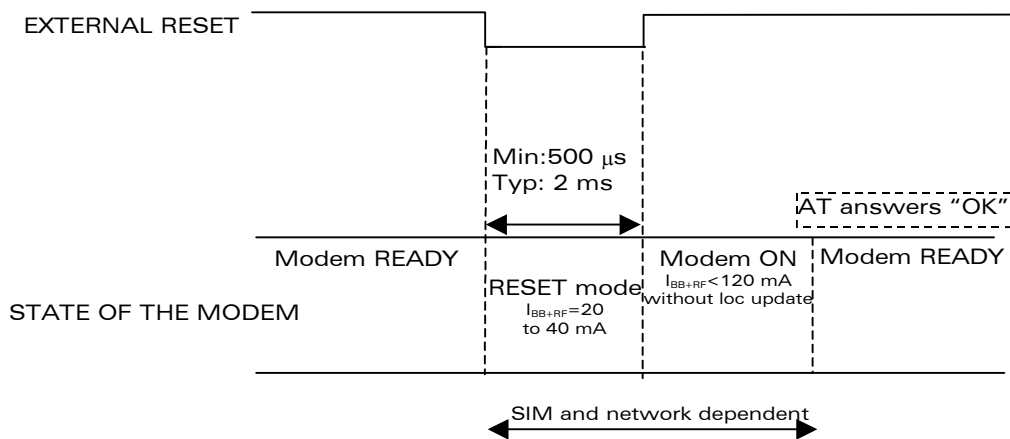 EXTERNAL RESET
Min:500 μs
Typ: 2 ms
AT answers “OK”
STATE OF THE MODEM
Modem READY
RESET mode
IBB+RF=20
to 40 mA
Modem ON
IBB+RF<120 mA
without loc update
Modem READY
SIM and network dependent